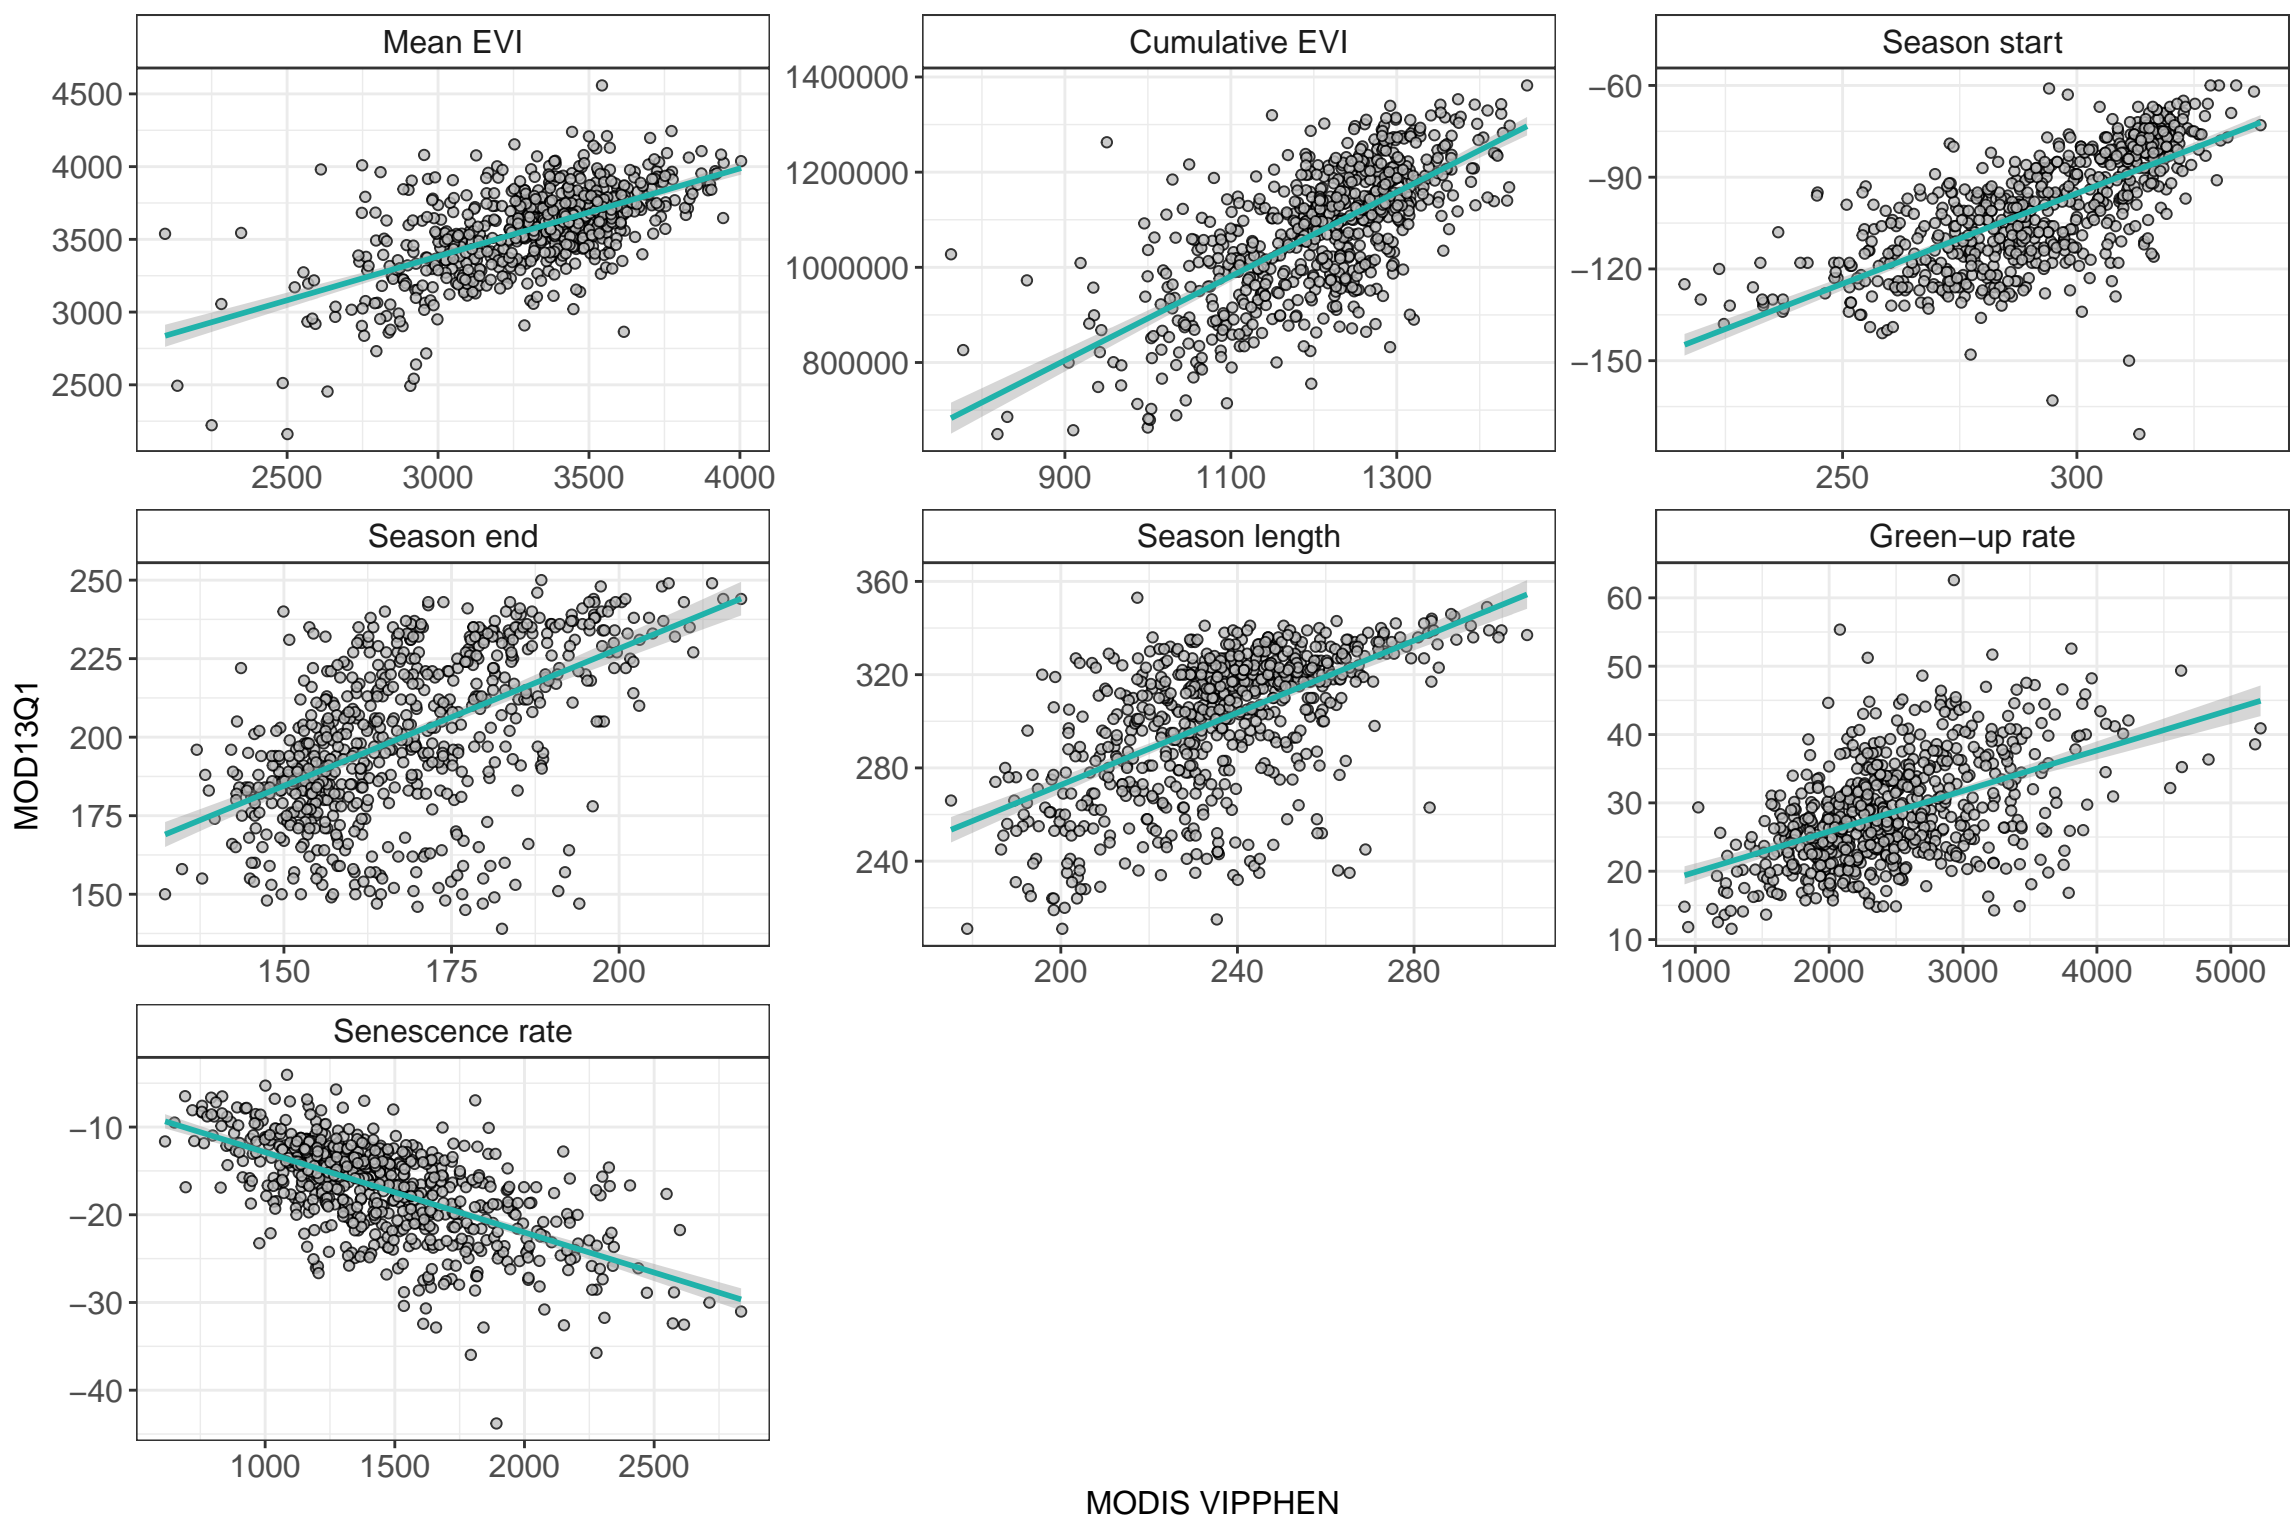 Mean EVI
Cumulative EVI
Season start
4500
4000
3500
3000
2500
2500 3000 3500 4000
1400000
1200000
1000000
800000
900 1100 1300
−60
−90
−120
−150
250 300
Season end
Season length
Green−up rate
250
225
200
175
150
150 175 200
360
320
280
240
200 240 280
60
50
40
30
20
10
1000 2000 3000 4000 5000
Senescence rate
−10
−20
−30
−40
1000 1500 2000 2500
MOD13Q1
MODIS VIPPHEN